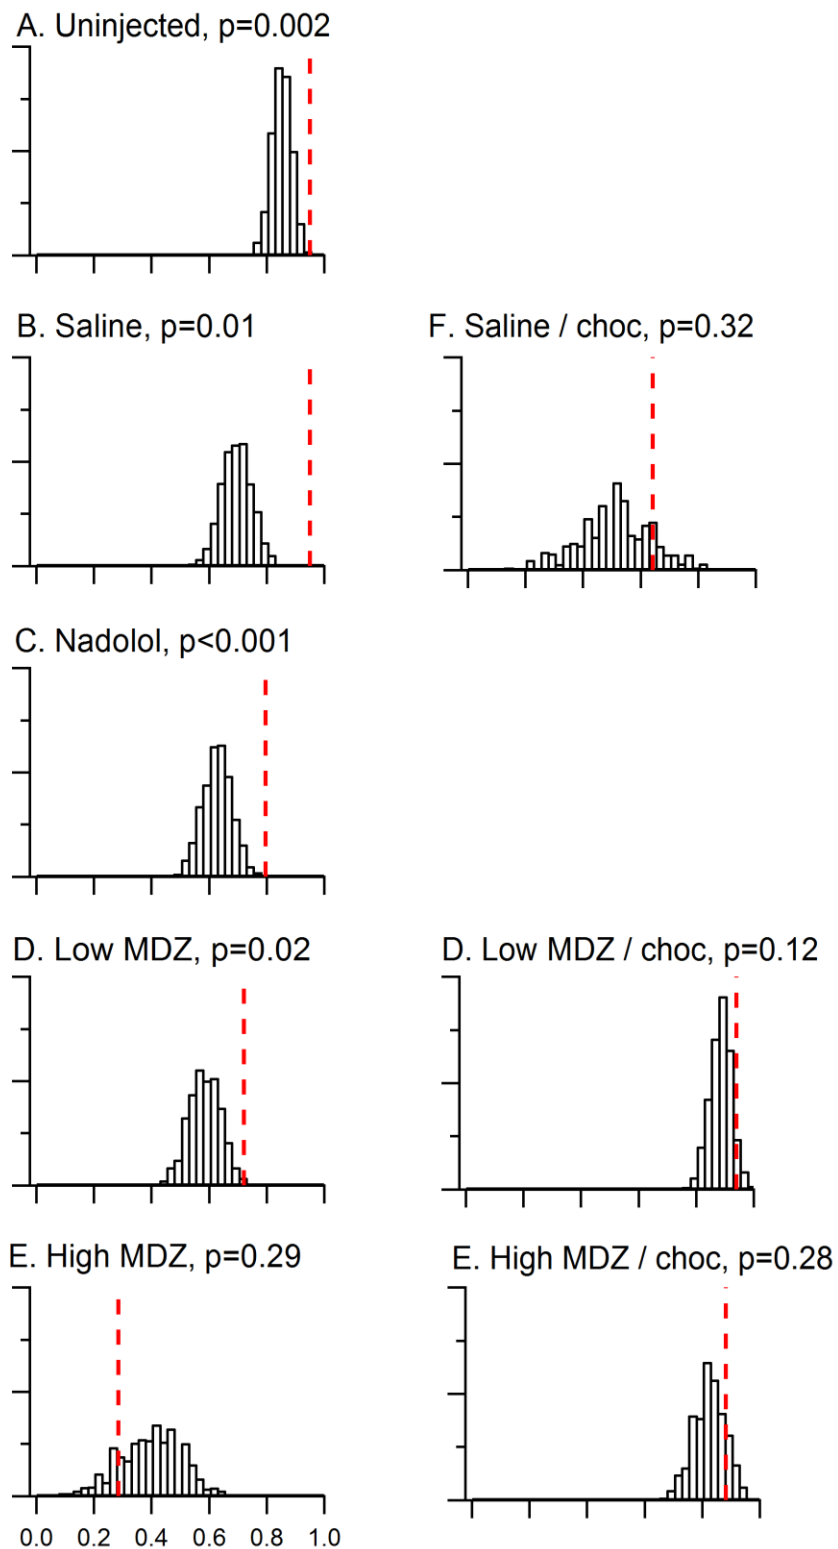 A. Uninjected, p=0.002
B. Saline, p=0.01
F. Saline / choc, p=0.32
C. Nadolol, p<0.001
D. Low MDZ, p=0.02
D. Low MDZ / choc, p=0.12
E. High MDZ, p=0.29
E. High MDZ / choc, p=0.28
0.0 0.2 0.4 0.6 0.8 1.0